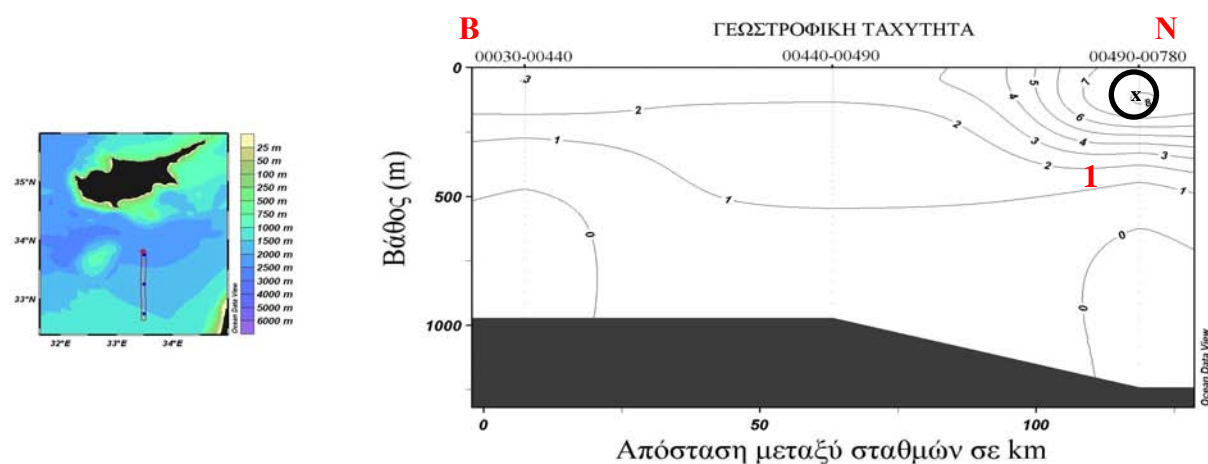 B
ΓΕΩΣΤΡΟΦΙΚΗ ΤΑΧΥΤΗΤΑ
N
00030-00440
00440-00490
00490-00780
0
500
1000
Βάθος (m)
3
2
1
0
2
1
2
3
4
5
6
7
8
x
4
3
2
1
1
0
0
Ocean Data View
0
50
100
Απόσταση μεταξύ σταθμών σε km
35°N
34°N
33°N
32°E
33°E
34°E
25 m
50 m
100 m
250 m
500 m
750 m
1000 m
1500 m
2000 m
2500 m
3000 m
4000 m
5000 m
6000 m
Ocean Data View